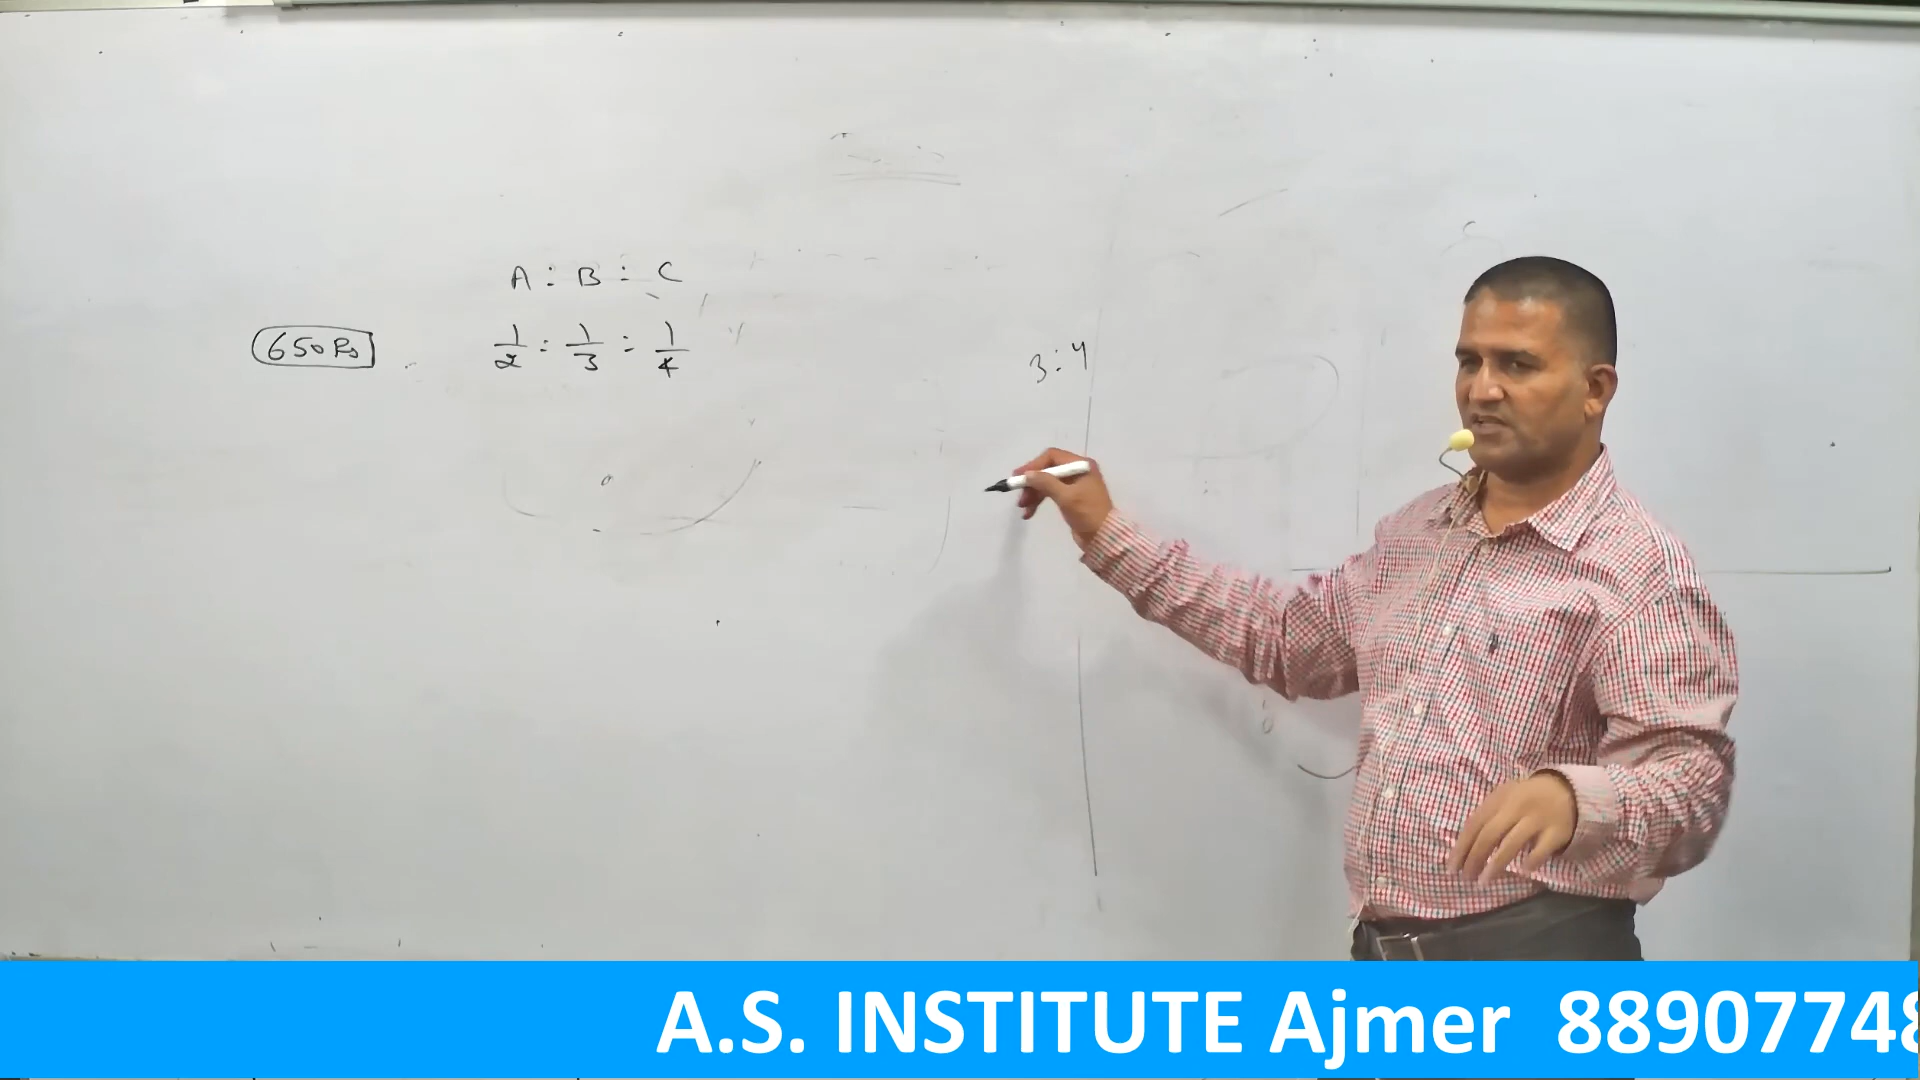 A : B : C
650 Rs
1/2 : 1/3 : 1/4
3:4
A.S. INSTITUTE Ajmer 88907748